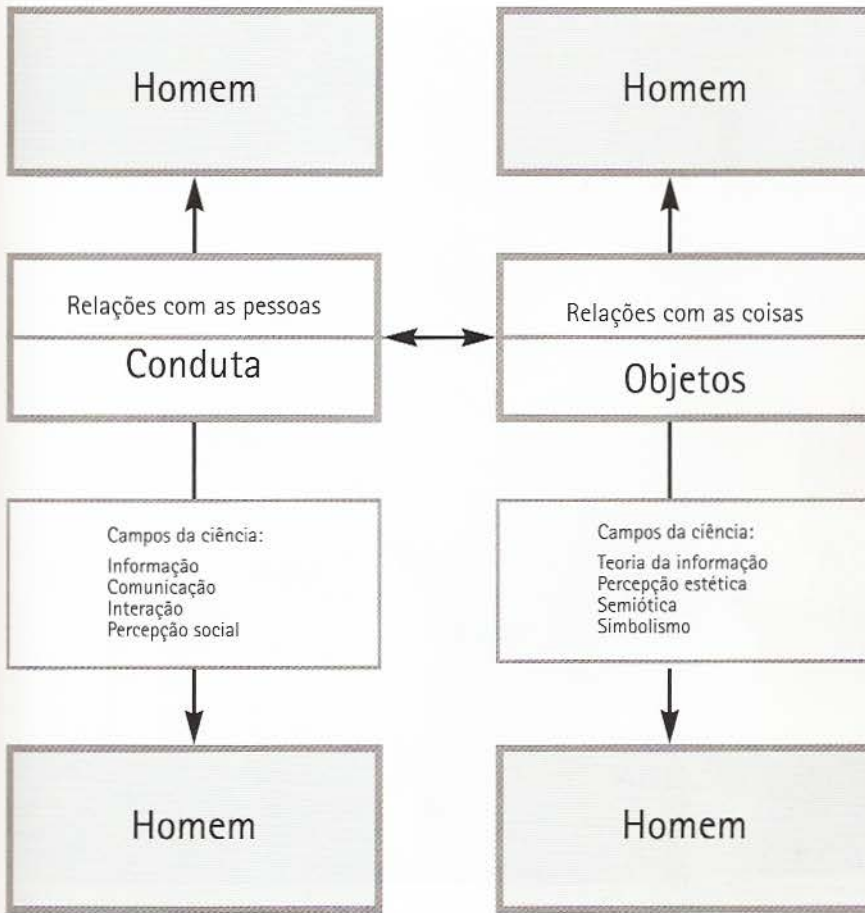 Homem
Homem
Relações com as pessoas
Conduta
Relações com as coisas
Objetos
Campos da ciência:
Informação
Comunicação
Interação
Percepção social
Campos da ciência:
Teoria da informação
Percepção estética
Semiótica
Simbolismo
Homem
Homem